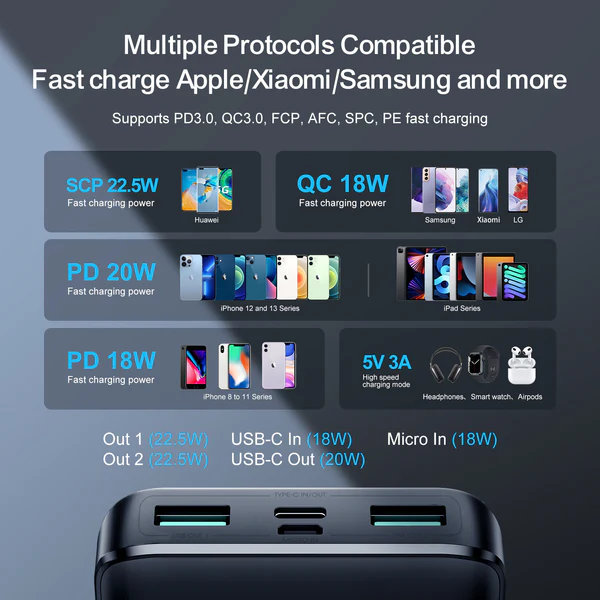 Multiple Protocols Compatible
Fast charge Apple/Xiaomi/Samsung and more
Supports PD3.0, QC3.0, FCP, AFC, SPC, PE fast charging
SCP 22.5W
Fast charging power
Huawei
QC 18W
Fast charging power
Samsung Xiaomi LG
PD 20W
Fast charging power
iPhone 12 and 13 Series
iPad Series
PD 18W
Fast charging power
iPhone 8 to 11 Series
5V 3A
High speed
charging mode
Headphones、 Smart watch、 Airpods
Out 1 (22.5W) USB-C In (18W) Micro In (18W)
Out 2 (22.5W) USB-C Out (20W)
TYPE-C IN/OUT